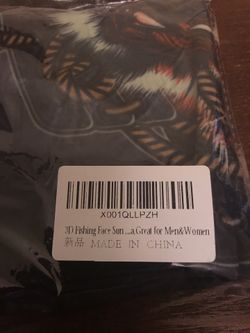 X001QLLPZH
3D Fishing Face Sun ...a,Great for Men&Women
新品 MADE IN CHINA